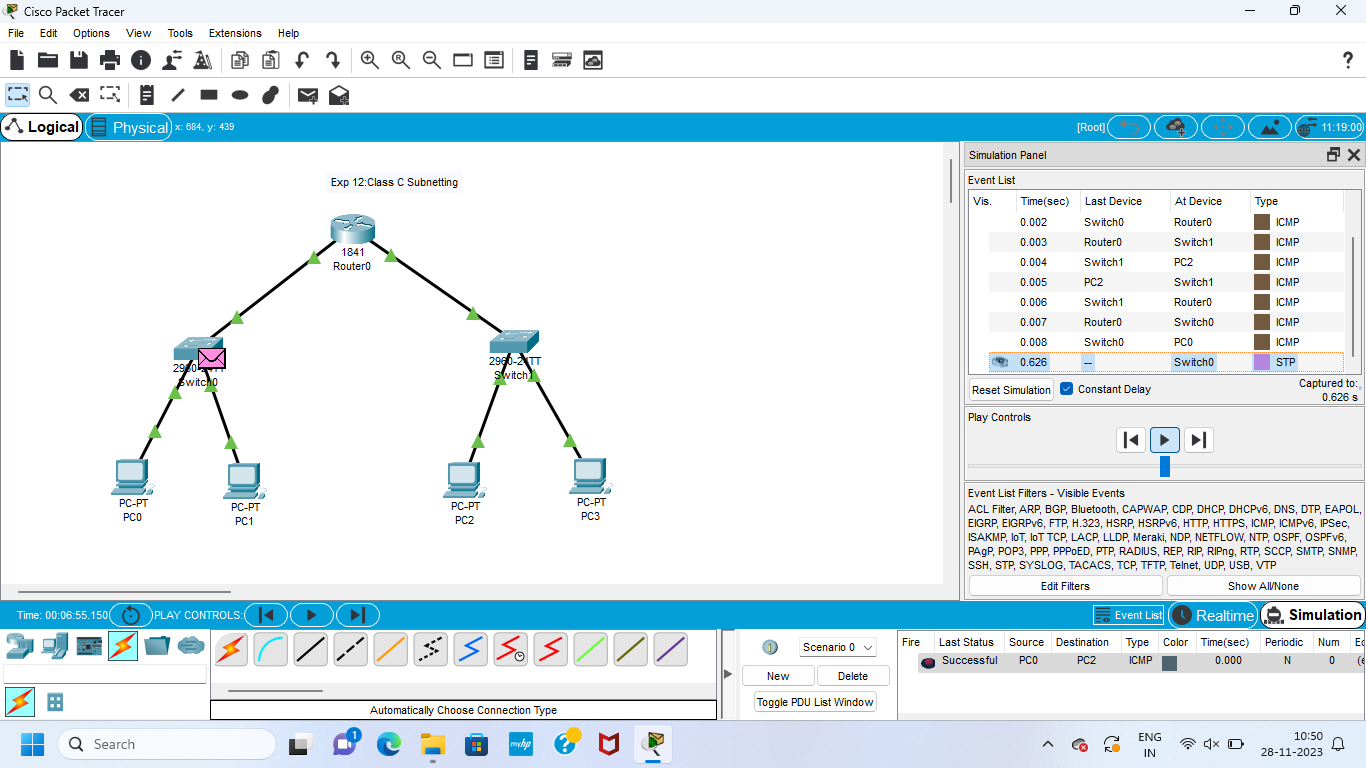 Cisco Packet Tracer
File Edit Options View Tools Extensions Help
Logical Physical x: 684, y: 439 [Root] 11:19:00
Exp 12:Class C Subnetting
1841
Router0
2960-24TT
Switch0
2960-24TT
Switch1
PC-PT
PC0
PC-PT
PC1
PC-PT
PC2
PC-PT
PC3
Simulation Panel
Event List
Vis. Time(sec) Last Device At Device Type
0.002 Switch0 Router0 ICMP
0.003 Router0 Switch1 ICMP
0.004 Switch1 PC2 ICMP
0.005 PC2 Switch1 ICMP
0.006 Switch1 Router0 ICMP
0.007 Router0 Switch0 ICMP
0.008 Switch0 PC0 ICMP
0.626 -- Switch0 STP
Reset Simulation Constant Delay Captured to:
0.626 s
Play Controls
Event List Filters - Visible Events
ACL Filter, ARP, BGP, Bluetooth, CAPWAP, CDP, DHCP, DHCPv6, DNS, DTP, EAPOL,
EIGRP, EIGRPv6, FTP, H.323, HSRP, HSRPv6, HTTP, HTTPS, ICMP, ICMPv6, IPSec,
ISAKMP, IoT, IoT TCP, LACP, LLDP, Meraki, NDP, NETFLOW, NTP, OSPF, OSPFv6,
PAgP, POP3, PPP, PPPoED, PTP, RADIUS, REP, RIP, RIPng, RTP, SCCP, SMTP, SNMP,
SSH, STP, SYSLOG, TACACS, TCP, TFTP, Telnet, UDP, USB, VTP
Edit Filters Show All/None
Time: 00:06:55.150 PLAY CONTROLS: Event List Realtime Simulation
Scenario 0
New Delete
Toggle PDU List Window
Fire Last Status Source Destination Type Color Time(sec) Periodic Num Ec
Successful PC0 PC2 ICMP 0.000 N 0 (e
Automatically Choose Connection Type
Search
1
myhp
ENG
IN
10:50
28-11-2023